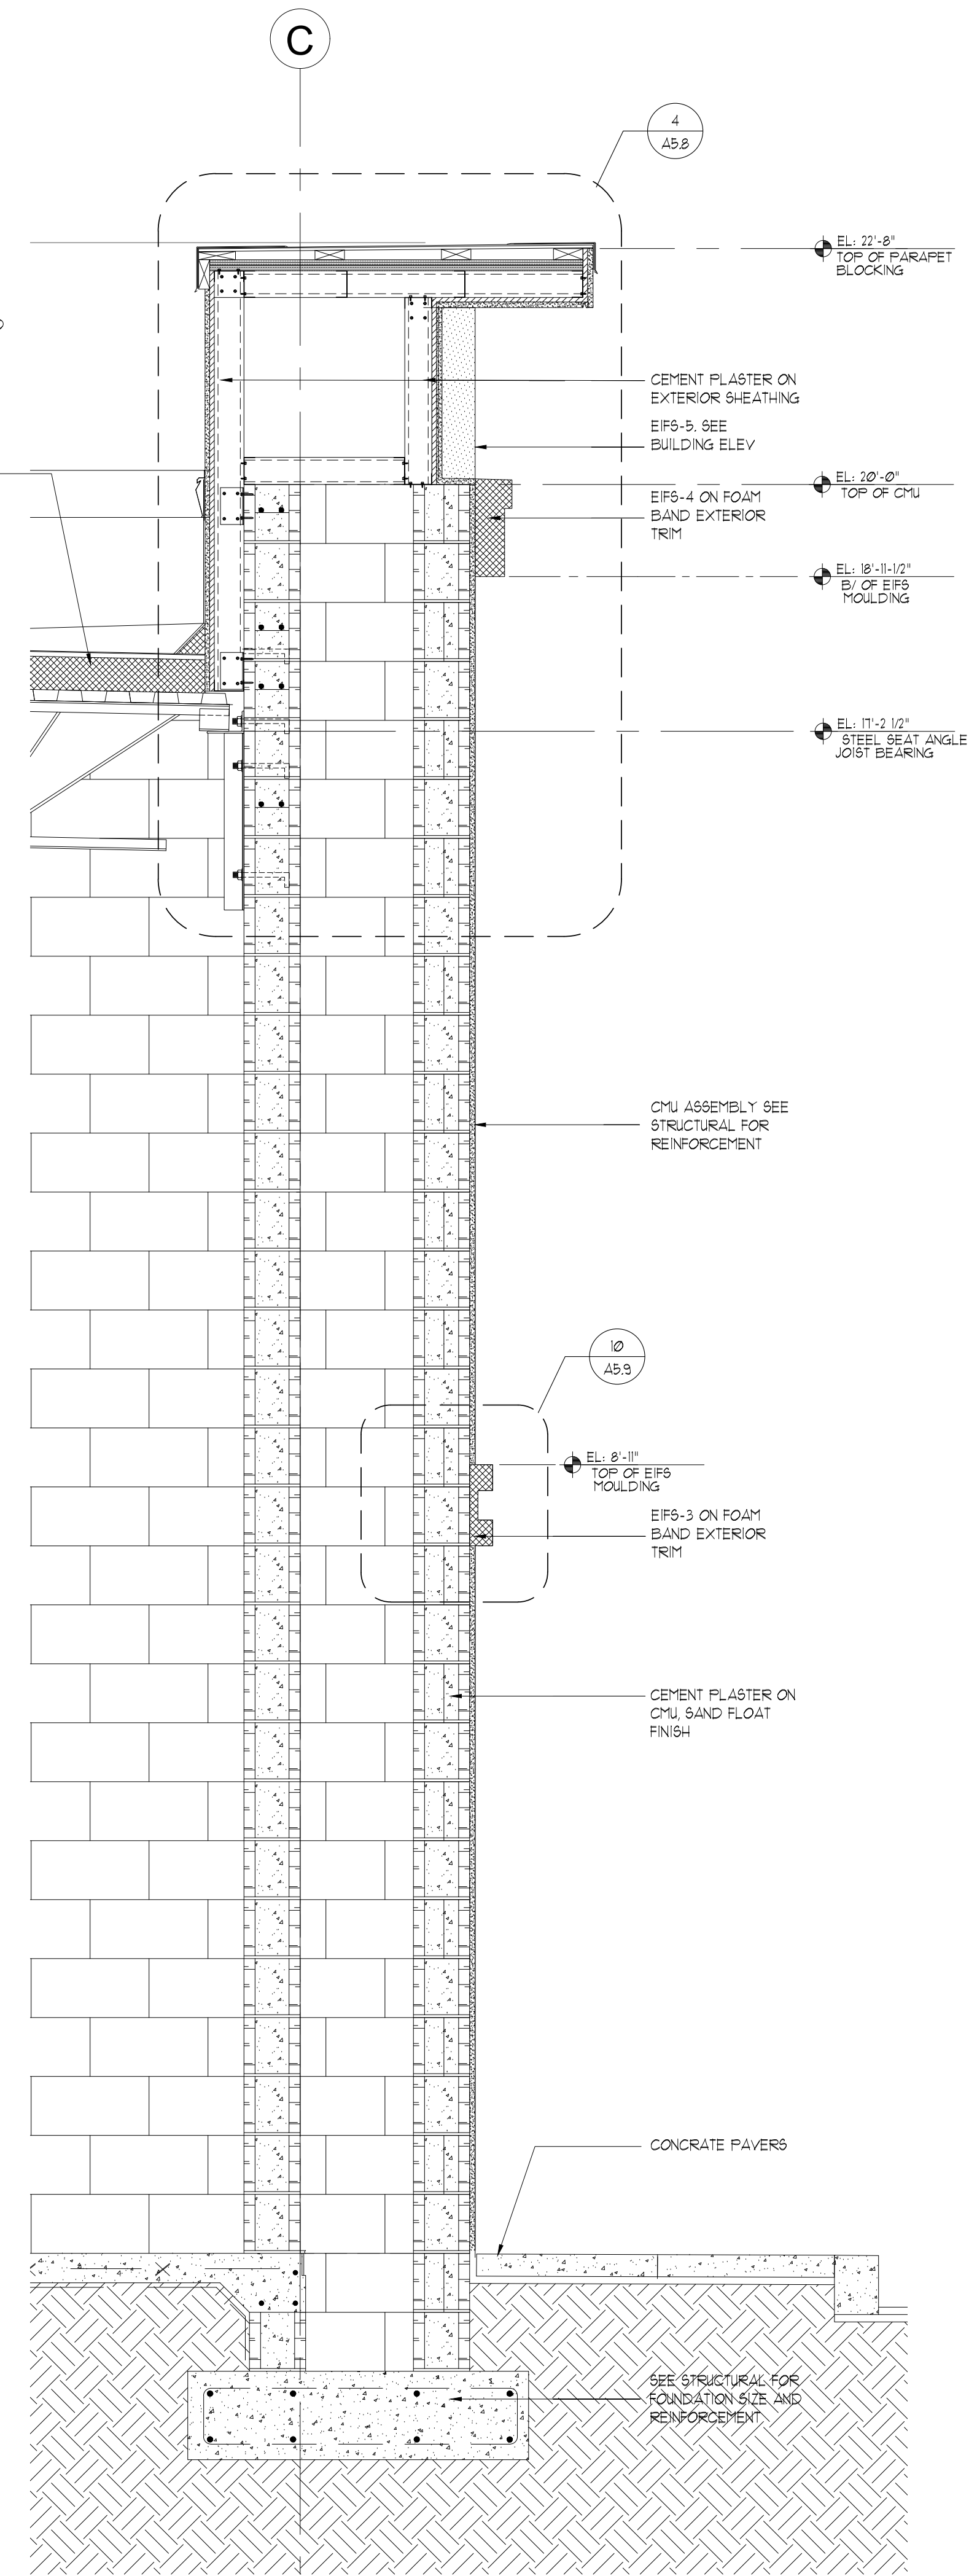 C
4
A5.8
EL: 22'-8"
TOP OF PARAPET
BLOCKING
CEMENT PLASTER ON
EXTERIOR SHEATHING
EIFS-5, SEE
BUILDING ELEV
EL: 20'-0"
TOP OF CMU
EIFS-4 ON FOAM
BAND EXTERIOR
TRIM
EL: 18'-11-1/2"
B/ OF EIFS
MOULDING
EL: 17'-2 1/2"
STEEL SEAT ANGLE
JOIST BEARING
CMU ASSEMBLY SEE
STRUCTURAL FOR
REINFORCEMENT
10
A5.9
EL: 8'-11"
TOP OF EIFS
MOULDING
EIFS-3 ON FOAM
BAND EXTERIOR
TRIM
CEMENT PLASTER ON
CMU, SAND FLOAT
FINISH
CONCRATE PAVERS
SEE STRUCTURAL FOR
FOUNDATION SIZE AND
REINFORCEMENT.